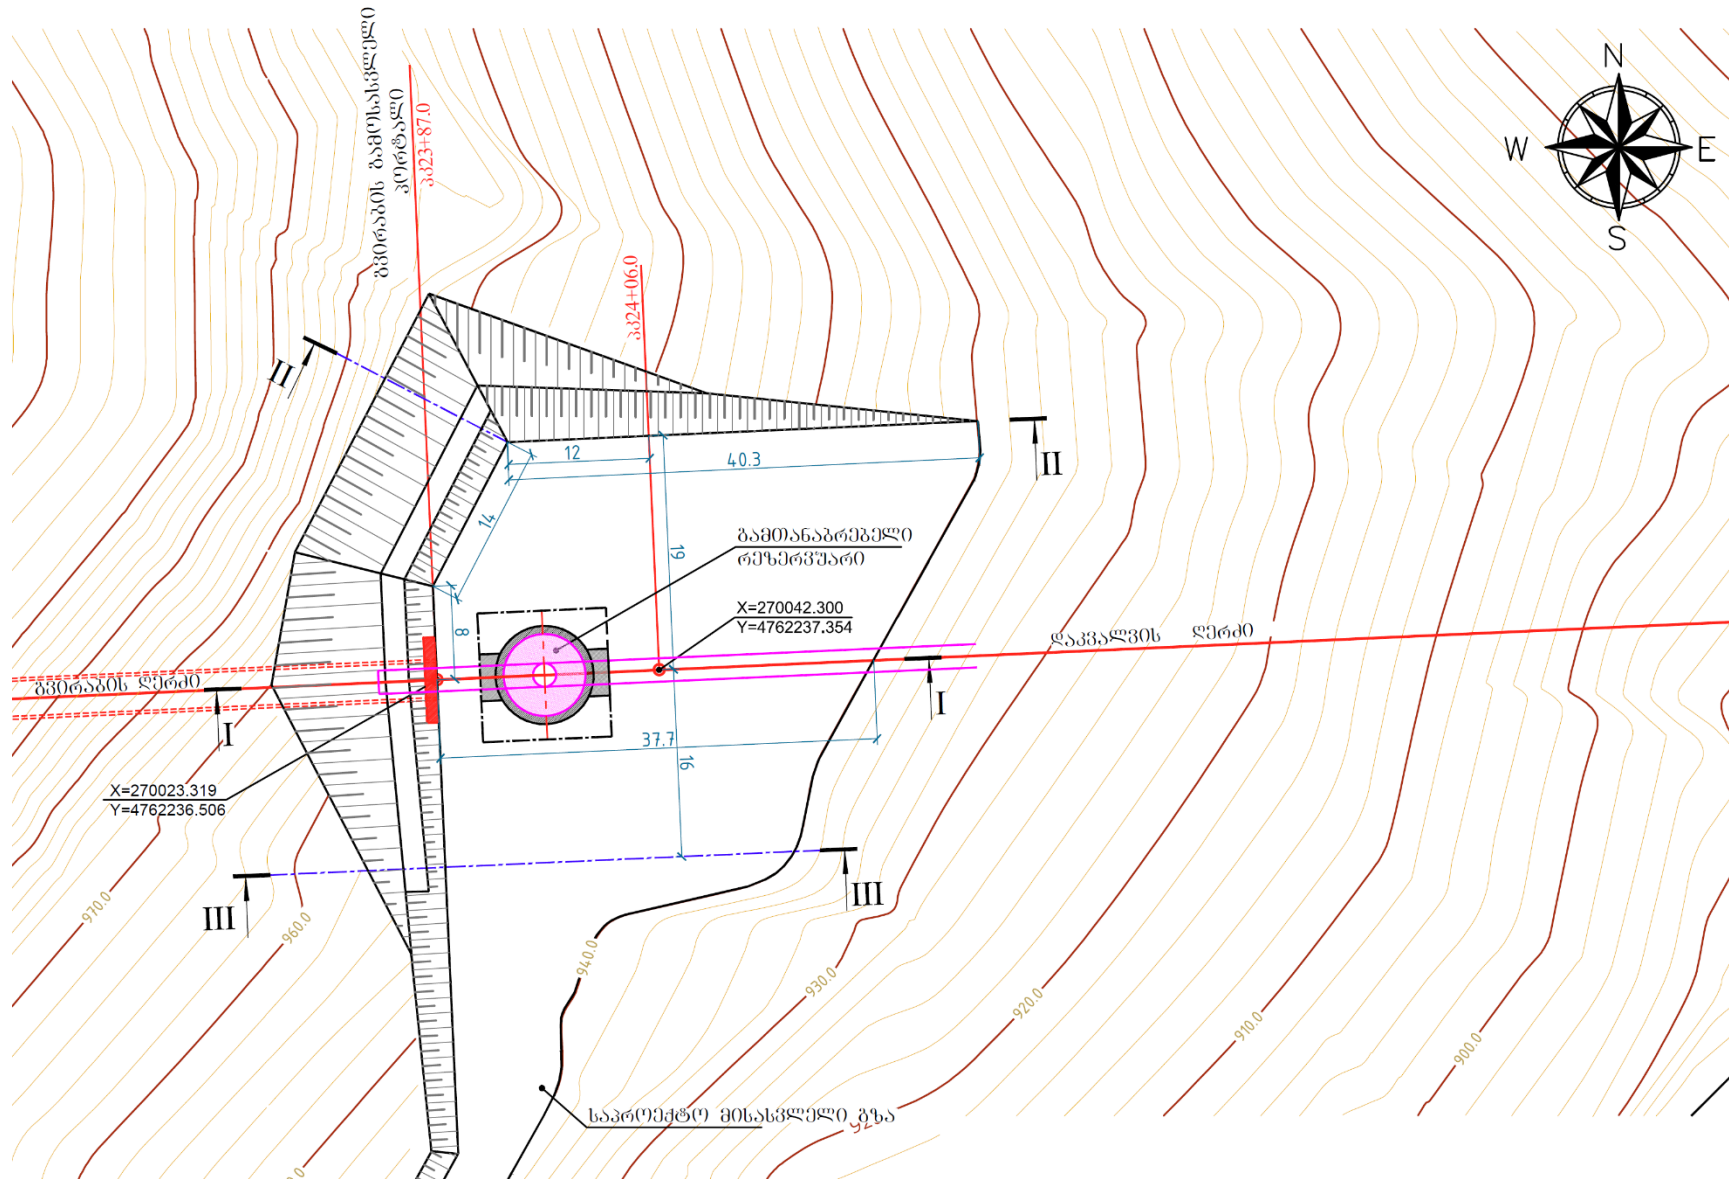 გვირაბის გამოსასვლელი
პორტალი
პკ23+87.0
პკ24+06.0
N
W
E
S
II
II
12
40.3
14
19
გამთანაბრებელი
რეზერვუარი
X=270042.300
Y=4762237.354
8
დაკვალვის ღერძი
გვირაბის ღერძი
I
I
37.7
16
X=270023.319
Y=4762236.506
III
III
970.0
960.0
940.0
930.0
920.0
910.0
900.0
საპროექტო მისასვლელი გზა